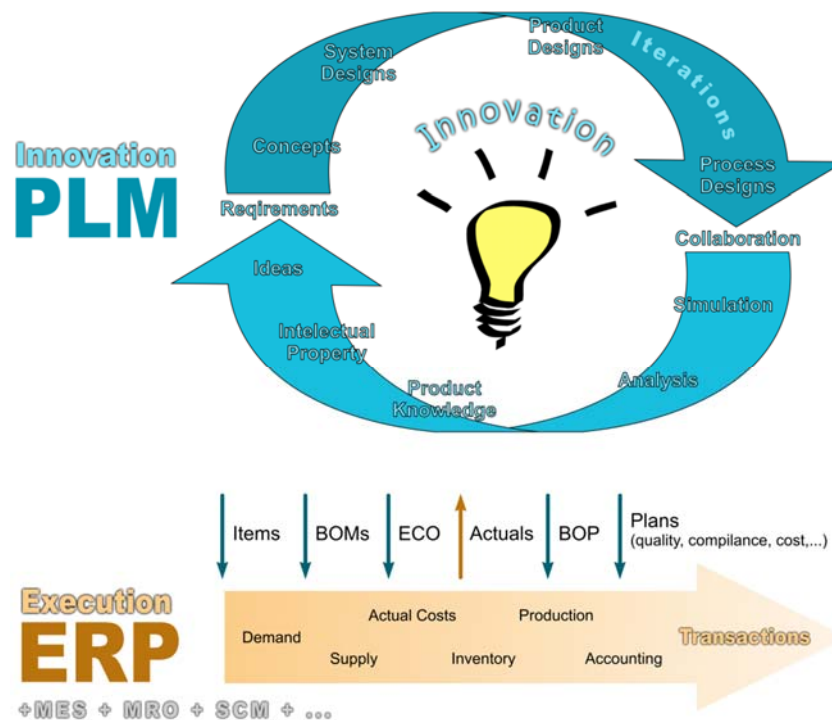 Product
Designs
Iterations
System
Designs
Innovation
Concepts
Process
Designs
Innovation
PLM
Reqirements
Collaboration
Ideas
Simulation
Intelectual
Property
Analysis
Product
Knowledge
Items
BOMs
ECO
Actuals
BOP
Plans
(quality, compilance, cost,...)
Execution
ERP
Actual Costs
Production
Demand
Transactions
Supply
Inventory
Accounting
+MES + MRO + SCM + ...